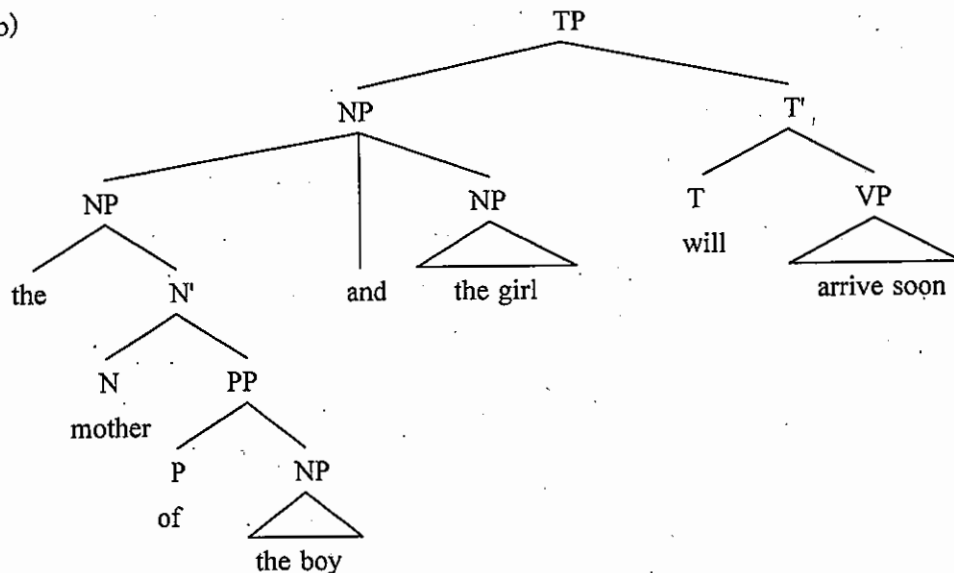 TP
NP T'
NP NP T VP
the N' and the girl will arrive soon
N PP
mother
P NP
of
the boy